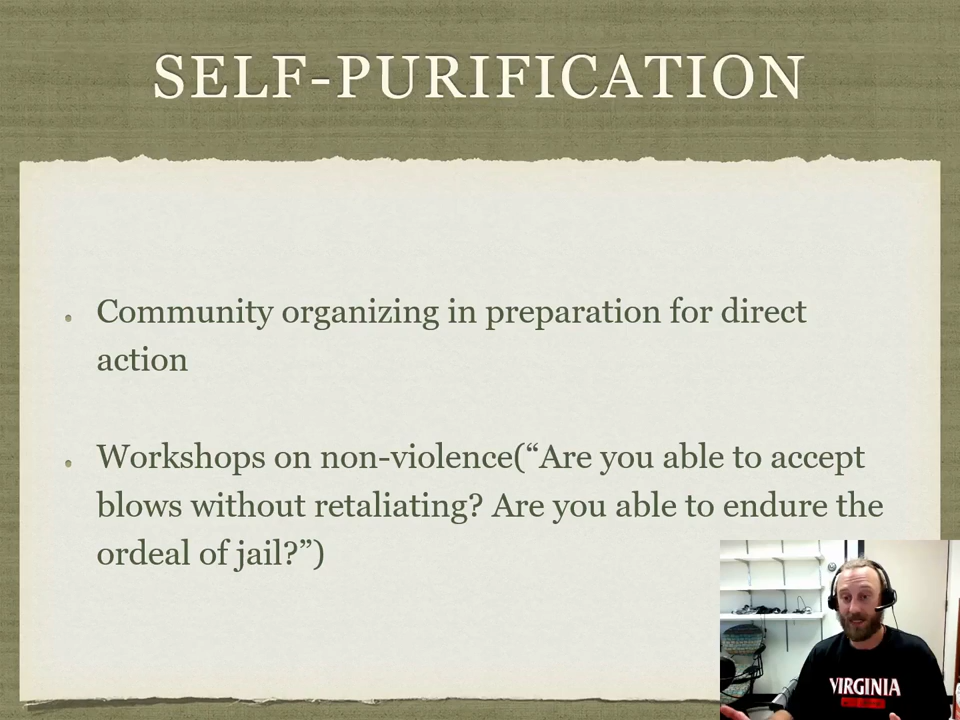 SELF-PURIFICATION
Community organizing in preparation for direct
action
Workshops on non-violence(“Are you able to accept
blows without retaliating? Are you able to endure the
ordeal of jail?”)
VIRGINIA